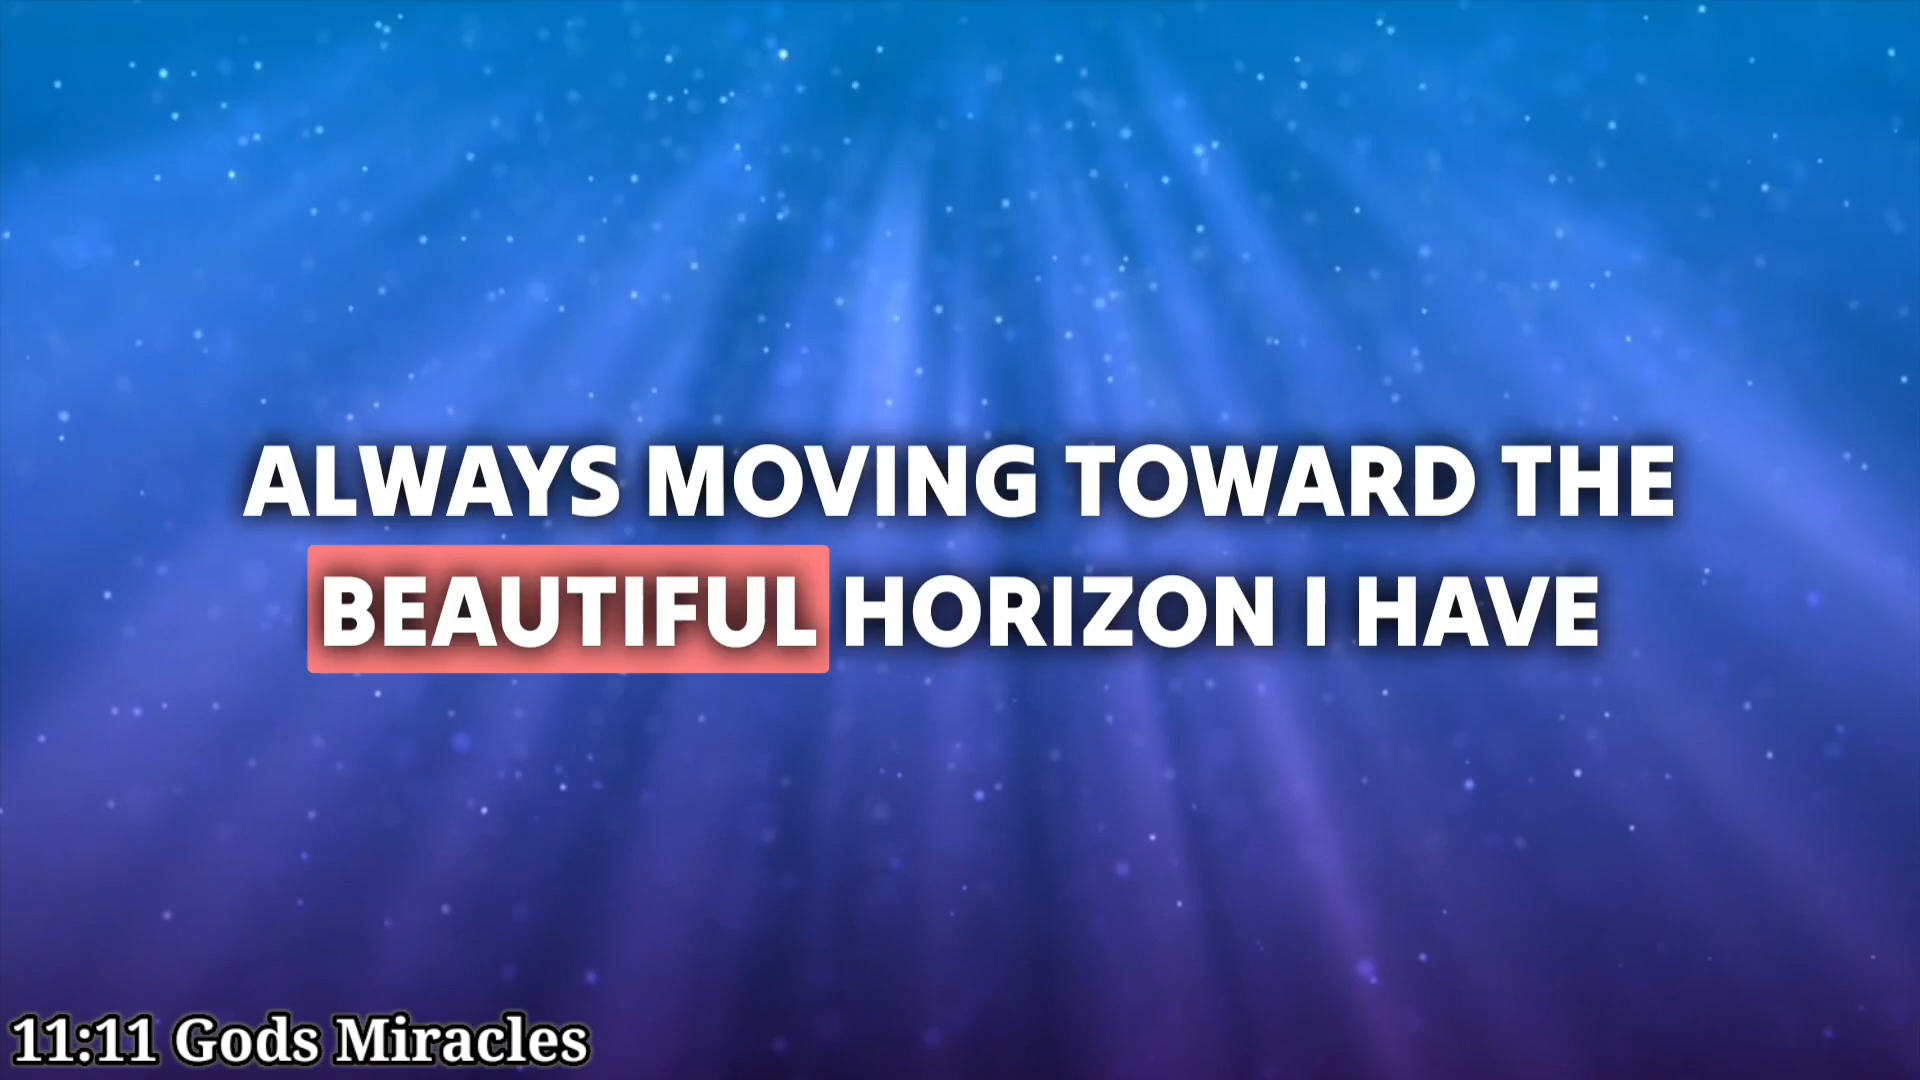 ALWAYS MOVING TOWARD THE
BEAUTIFUL HORIZON I HAVE
11:11 Gods Miracles